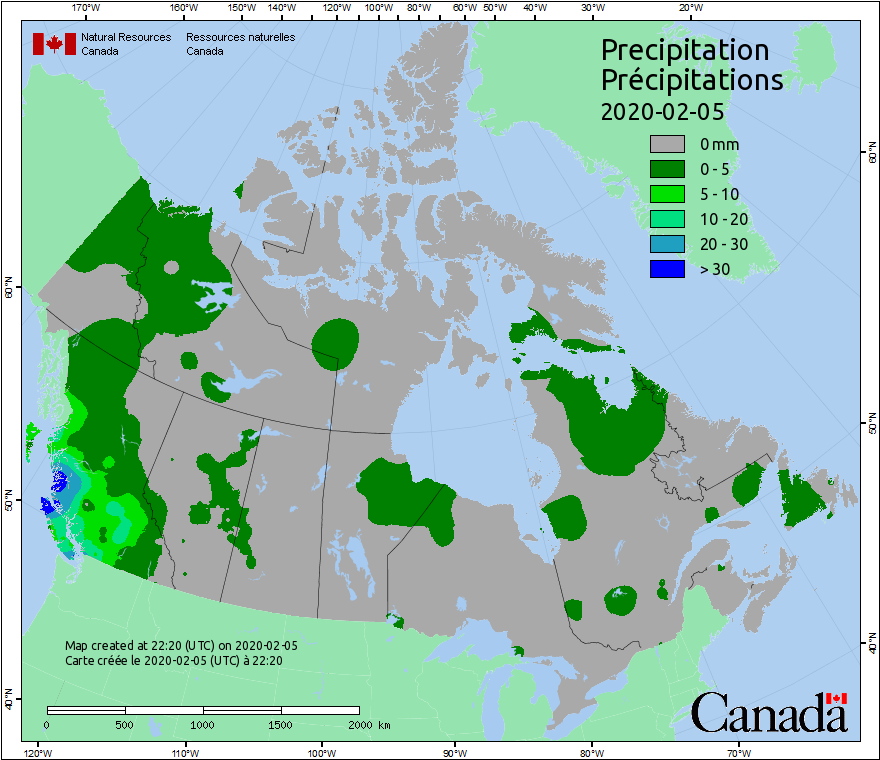 170°W 160°W 150°W 140°W 120°W 100°W 80°W 60°W 50°W 40°W 30°W 20°W
Natural Resources Ressources naturelles
Canada Canada
Precipitation
Précipitations
2020-02-05
0 mm
0 - 5
5 - 10
10 - 20
20 - 30
> 30
60°N
60°N
50°N
50°N
40°N
40°N
Map created at 22:20 (UTC) on 2020-02-05
Carte créée le 2020-02-05 (UTC) à 22:20
0 500 1000 1500 2000 km
Canada
120°W 110°W 100°W 90°W 80°W 70°W